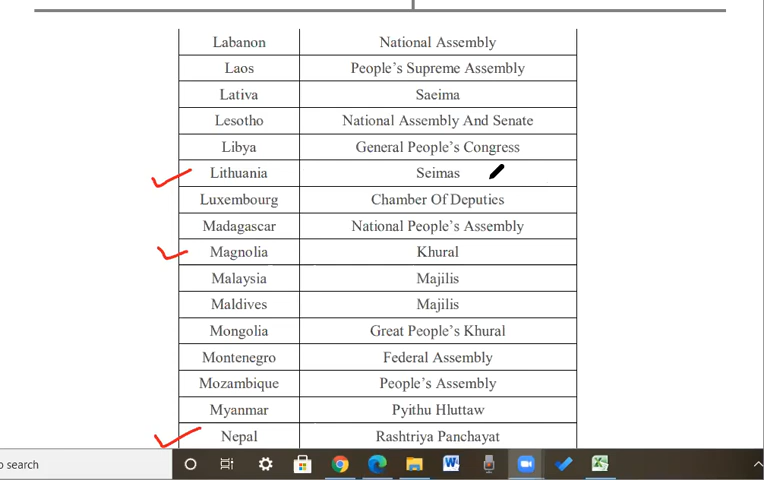 Labanon National Assembly
Laos People's Supreme Assembly
Lativa Saeima
Lesotho National Assembly And Senate
Libya General People's Congress
Lithuania Seimas
Luxembourg Chamber Of Deputies
Madagascar National People's Assembly
Magnolia Khural
Malaysia Majilis
Maldives Majilis
Mongolia Great People's Khural
Montenegro Federal Assembly
Mozambique People's Assembly
Myanmar Pyithu Hluttaw
Nepal Rashtriya Panchayat
o search